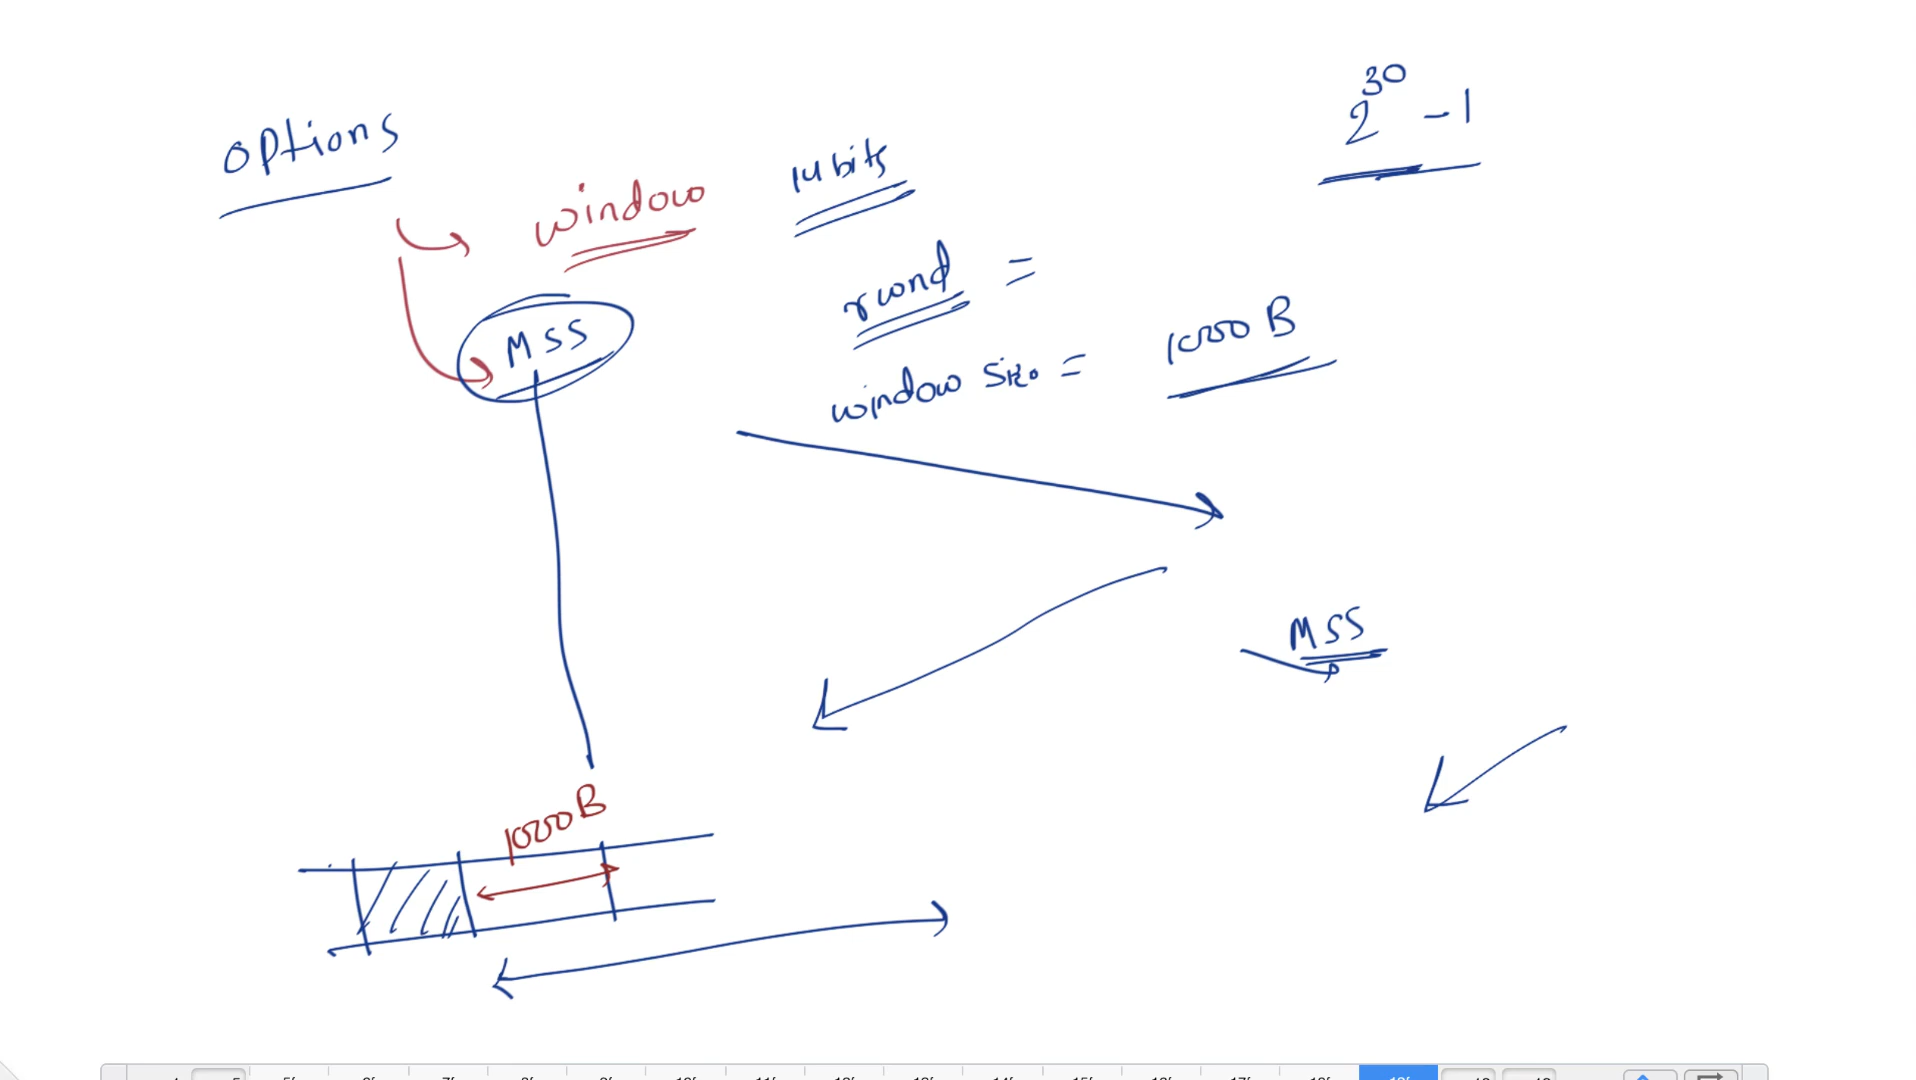 options
window
14 bits
2^30 - 1
rwnd =
MSS
window size =
1000 B
MSS
1000B